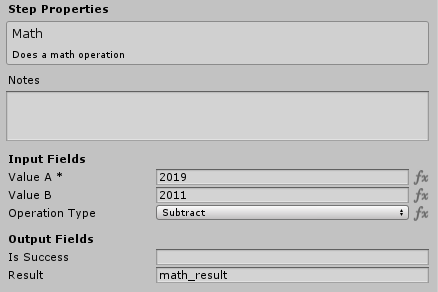 Step Properties
Math
Does a math operation
Notes
Input Fields
Value A * 2019 fx
Value B 2011 fx
Operation Type Subtract fx
Output Fields
Is Success
Result math_result